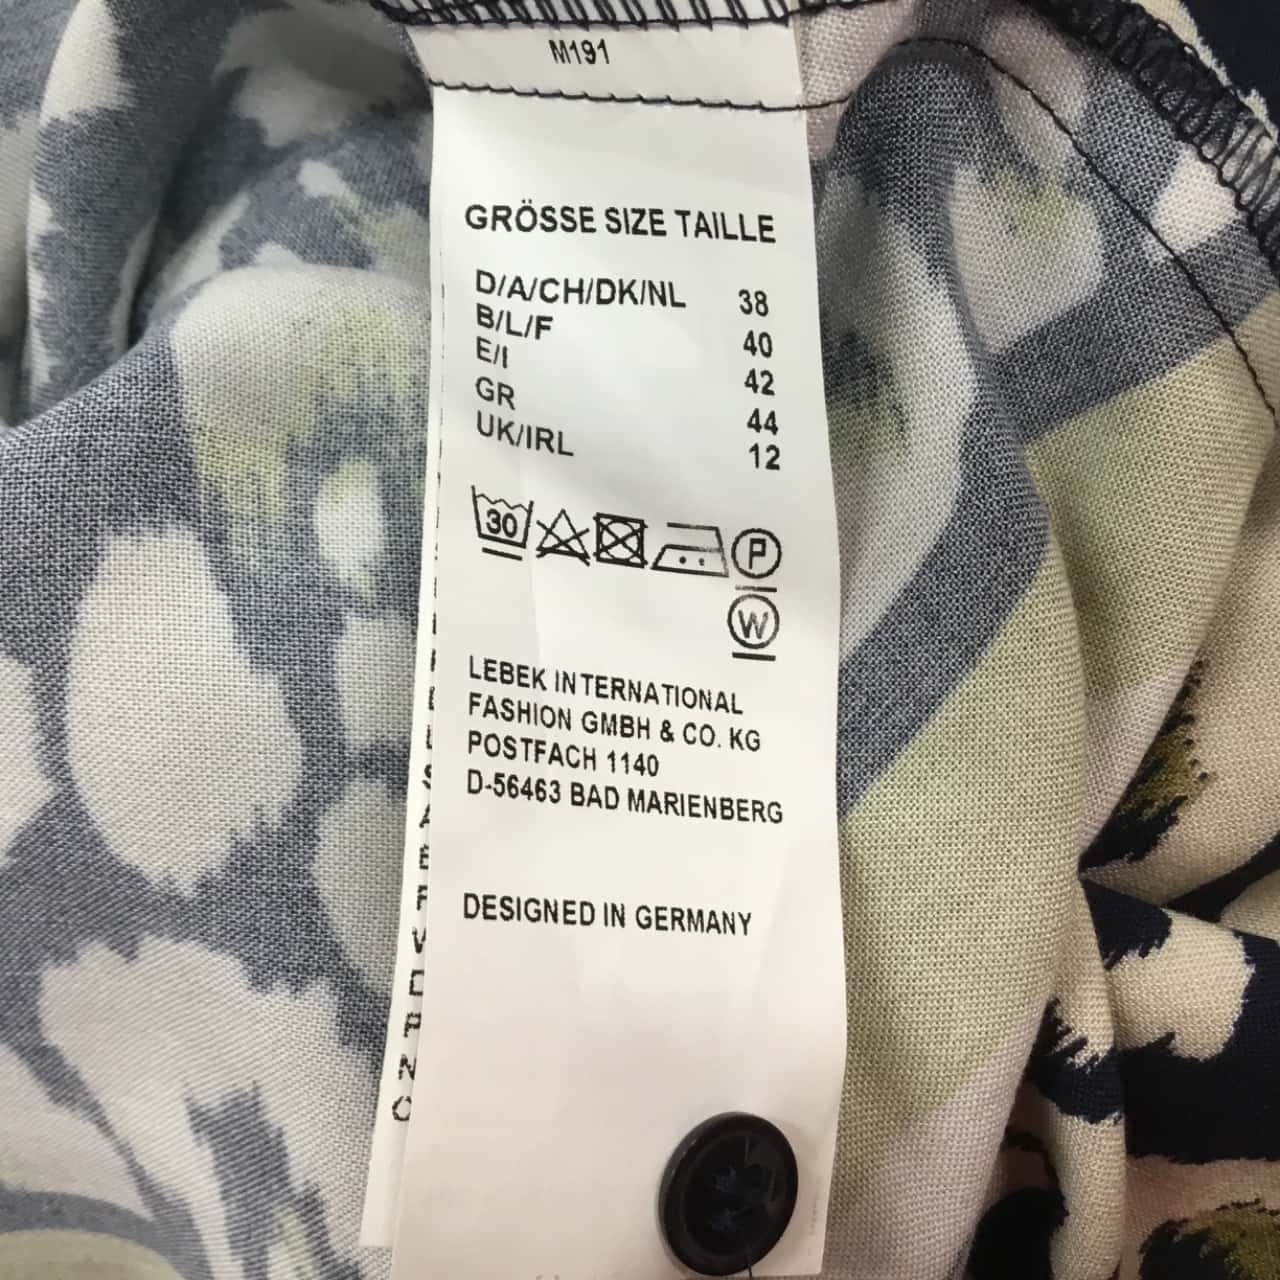 M191
GRÖSSE SIZE TAILLE
D/A/CH/DK/NL 38
B/L/F 40
E/I 42
GR 44
UK/IRL 12
30
P
W
LEBEK INTERNATIONAL
FASHION GMBH & CO. KG
POSTFACH 1140
D-56463 BAD MARIENBERG
DESIGNED IN GERMANY